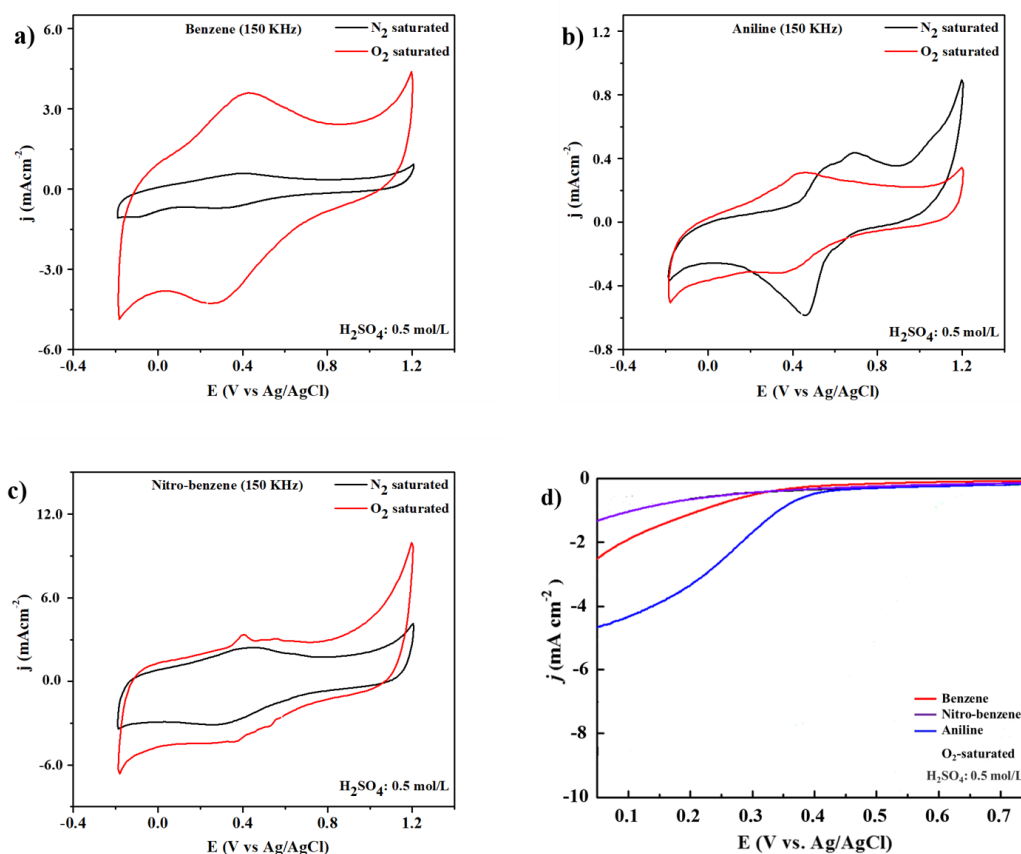 a)
Benzene (150 KHz)
N2 saturated
O2 saturated
6.0
3.0
0.0
-3.0
-6.0
j (mAcm-2)
H2SO4: 0.5 mol/L
-0.4 0.0 0.4 0.8 1.2
E (V vs Ag/AgCl)
b)
Aniline (150 KHz)
N2 saturated
O2 saturated
1.2
0.8
0.4
0.0
-0.4
-0.8
j (mAcm-2)
H2SO4: 0.5 mol/L
-0.4 0.0 0.4 0.8 1.2
E (V vs Ag/AgCl)
c)
Nitro-benzene (150 KHz)
N2 saturated
O2 saturated
12.0
6.0
0.0
-6.0
j (mAcm-2)
H2SO4: 0.5 mol/L
-0.4 0.0 0.4 0.8 1.2
E (V vs Ag/AgCl)
d)
0
-2
-4
-6
-8
-10
j (mA cm-2)
Benzene
Nitro-benzene
Aniline
O2-saturated
H2SO4: 0.5 mol/L
0.1 0.2 0.3 0.4 0.5 0.6 0.7
E (V vs. Ag/AgCl)